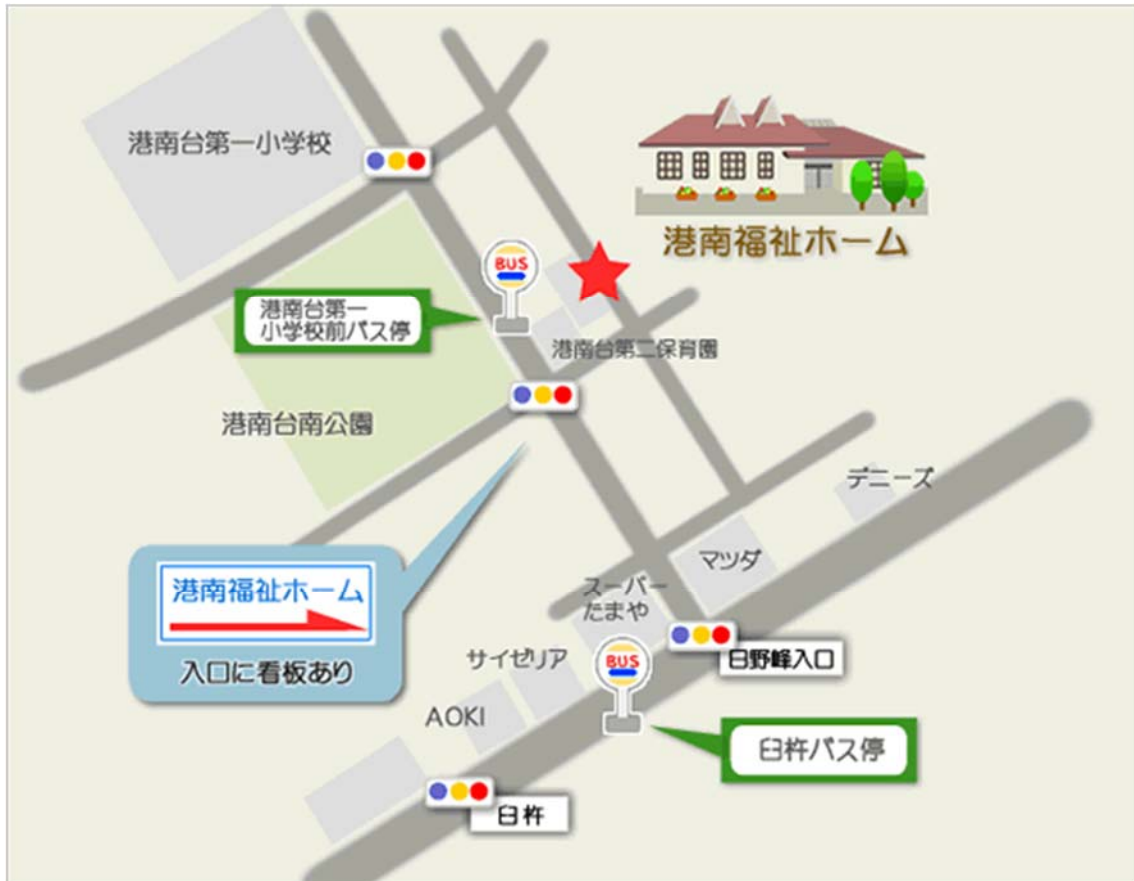 港南台第一小学校
BUS
港南福祉ホーム
港南台第一
小学校前バス停
港南台第二保育園
港南台南公園
デニーズ
マツダ
港南福祉ホーム
入口に看板あり
スーパー
たまや
サイゼリア
BUS
日野峰入口
AOKI
臼杵バス停
臼杵